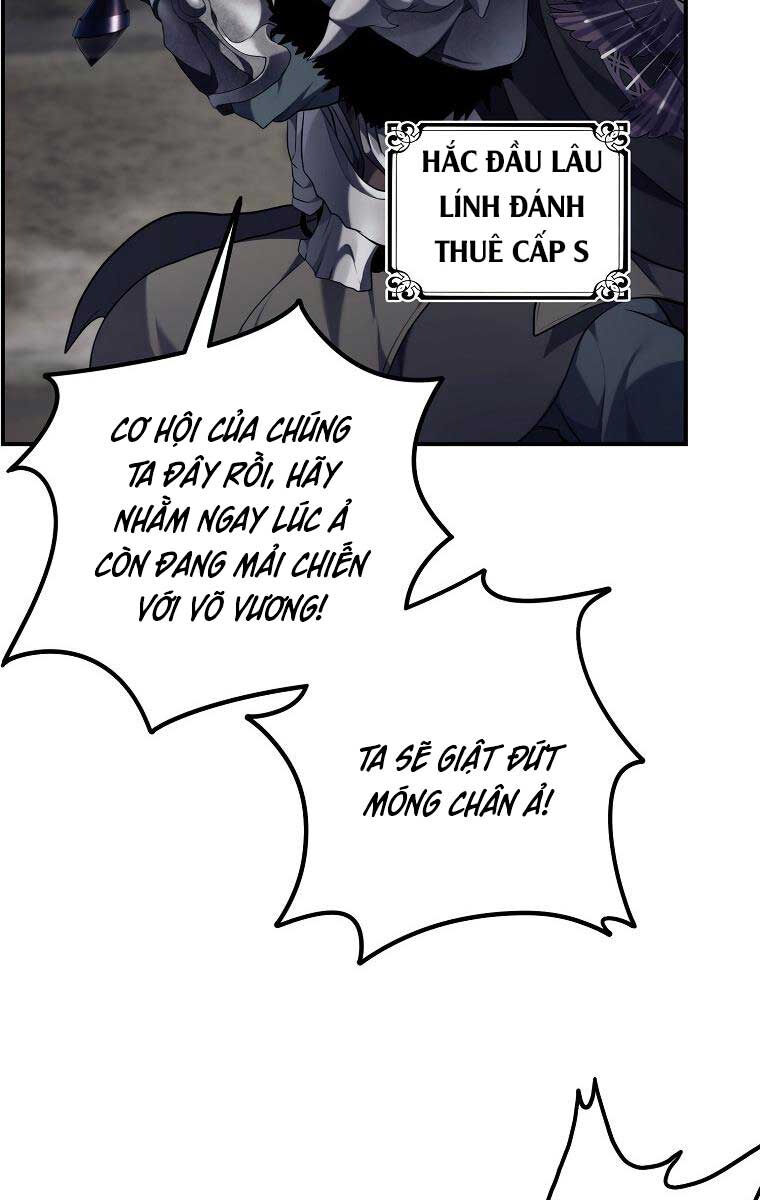 HẮC ĐẦU LÂU
LÍNH ĐÁNH
THUÊ CẤP S
CƠ HỘI CỦA CHÚNG
TA ĐÂY RỒI, HÃY
NHẰM NGAY LÚC Ả
CÒN ĐANG MẢI CHIẾN
VỚI VÕ VƯƠNG!
TA SẼ GIẬT ĐỨT
MÓNG CHÂN Ả!